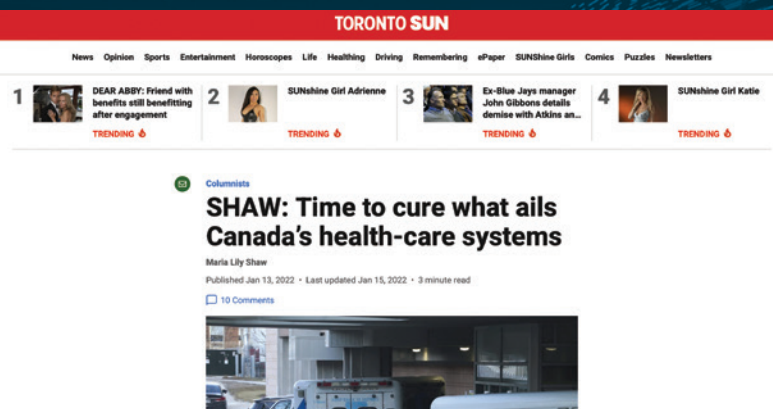 TORONTO SUN
News Opinion Sports Entertainment Horoscopes Life Healthing Driving Remembering ePaper SUNShine Girls Comics Puzzles Newsletters
1
DEAR ABBY: Friend with
benefits still benefitting
after engagement
TRENDING
2
SUNshine Girl Adrienne
TRENDING
3
Ex-Blue Jays manager
John Gibbons details
demise with Atkins an...
TRENDING
4
SUNshine Girl Katie
TRENDING
Columnists
SHAW: Time to cure what ails
Canada's health-care systems
Maria Lily Shaw
Published Jan 13, 2022 • Last updated Jan 15, 2022 • 3 minute read
10 Comments